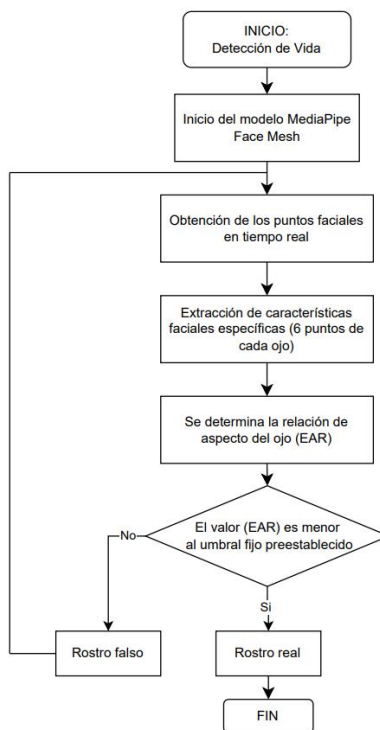 INICIO:
Detección de Vida
Inicio del modelo MediaPipe
Face Mesh
Obtención de los puntos faciales
en tiempo real
Extracción de características
faciales específicas (6 puntos de
cada ojo)
Se determina la relación de
aspecto del ojo (EAR)
El valor (EAR) es menor
al umbral fijo preestablecido
No
Si
Rostro falso
Rostro real
FIN